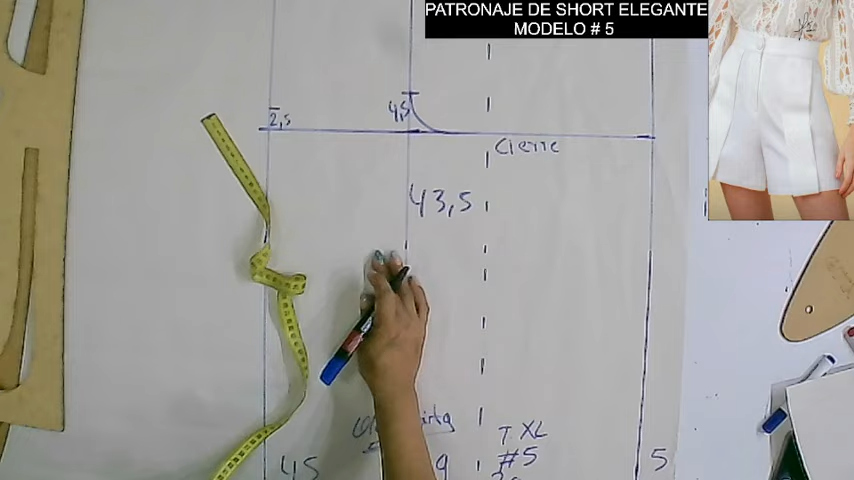 PATRONAJE DE SHORT ELEGANTE
MODELO # 5
2,5
4,5
Cierre
43,5
T XL
#5
45
9
5